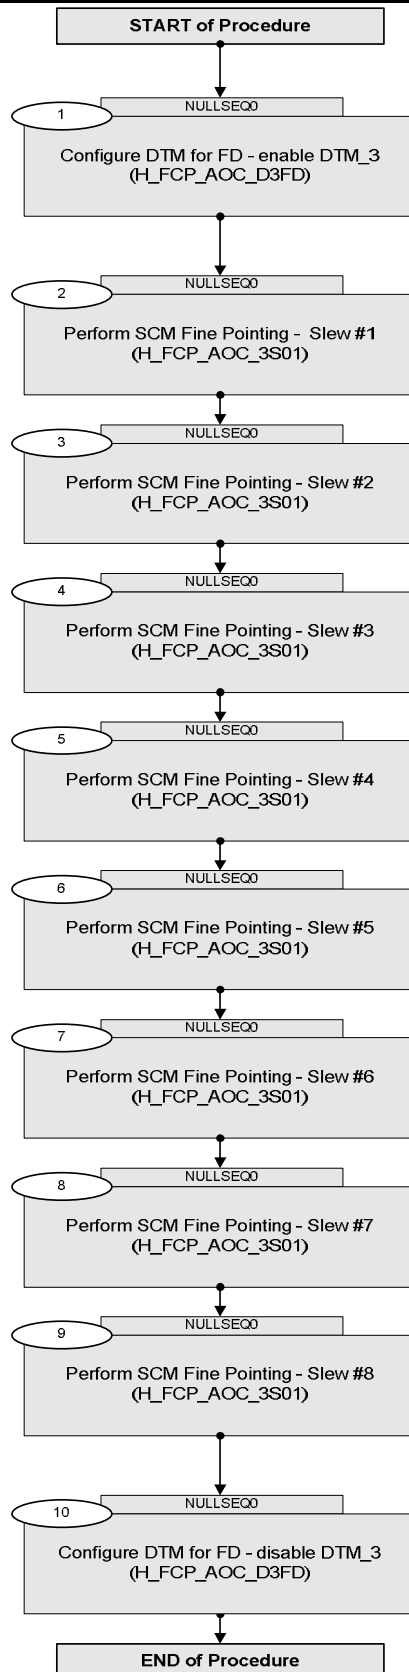 START of Procedure
NULLSEQ0
1
Configure DTM for FD - enable DTM_3
(H_FCP_AOC_D3FD)
NULLSEQ0
2
Perform SCM Fine Pointing - Slew #1
(H_FCP_AOC_3S01)
NULLSEQ0
3
Perform SCM Fine Pointing - Slew #2
(H_FCP_AOC_3S01)
NULLSEQ0
4
Perform SCM Fine Pointing - Slew #3
(H_FCP_AOC_3S01)
NULLSEQ0
5
Perform SCM Fine Pointing - Slew #4
(H_FCP_AOC_3S01)
NULLSEQ0
6
Perform SCM Fine Pointing - Slew #5
(H_FCP_AOC_3S01)
NULLSEQ0
7
Perform SCM Fine Pointing - Slew #6
(H_FCP_AOC_3S01)
NULLSEQ0
8
Perform SCM Fine Pointing - Slew #7
(H_FCP_AOC_3S01)
NULLSEQ0
9
Perform SCM Fine Pointing - Slew #8
(H_FCP_AOC_3S01)
NULLSEQ0
10
Configure DTM for FD - disable DTM_3
(H_FCP_AOC_D3FD)
END of Procedure